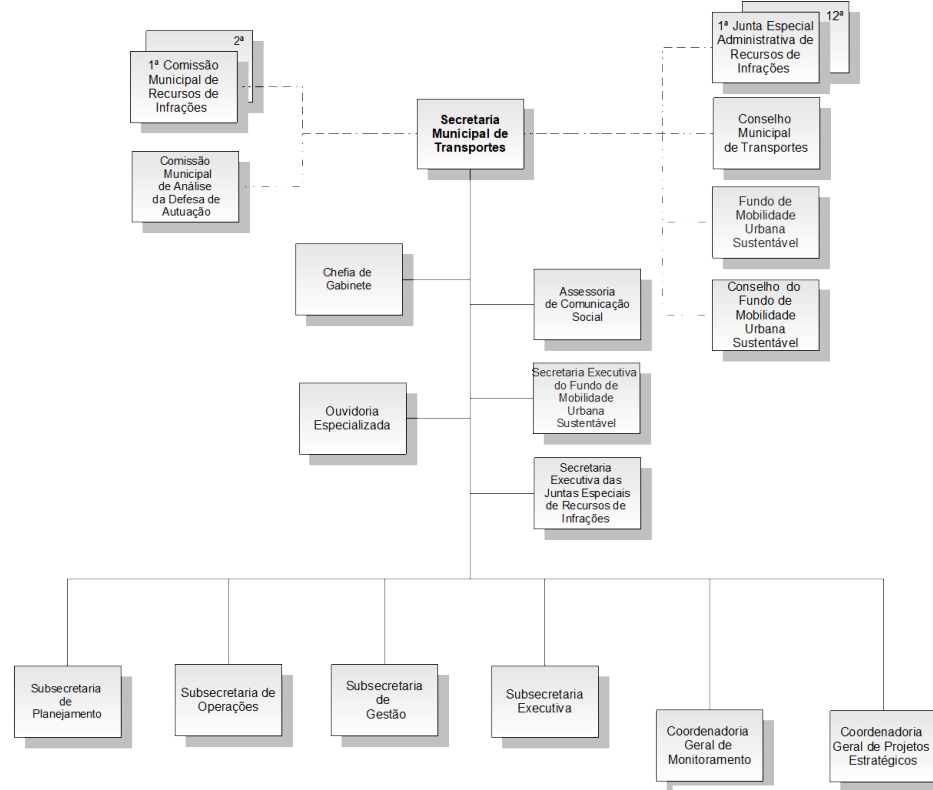 2ª
1ª Comissão
Municipal de
Recursos de
Infrações
12ª
1ª Junta Especial
Administrativa de
Recursos de
Infrações
Secretaria
Municipal de
Transportes
Conselho
Municipal
de Transportes
Comissão
Municipal
de Análise
da Defesa de
Autuação
Fundo de
Mobilidade
Urbana
Sustentável
Chefia de
Gabinete
Assessoria
de Comunicação
Social
Conselho do
Fundo de
Mobilidade
Urbana
Sustentável
Ouvidoria
Especializada
Secretaria Executiva
do Fundo de
Mobilidade
Urbana
Sustentável
Secretaria
Executiva das
Juntas Especiais
de Recursos de
Infrações
Subsecretaria
de
Planejamento
Subsecretaria de
Operações
Subsecretaria
de
Gestão
Subsecretaria
Executiva
Coordenadoria
Geral de
Monitoramento
Coordenadoria
Geral de Projetos
Estratégicos